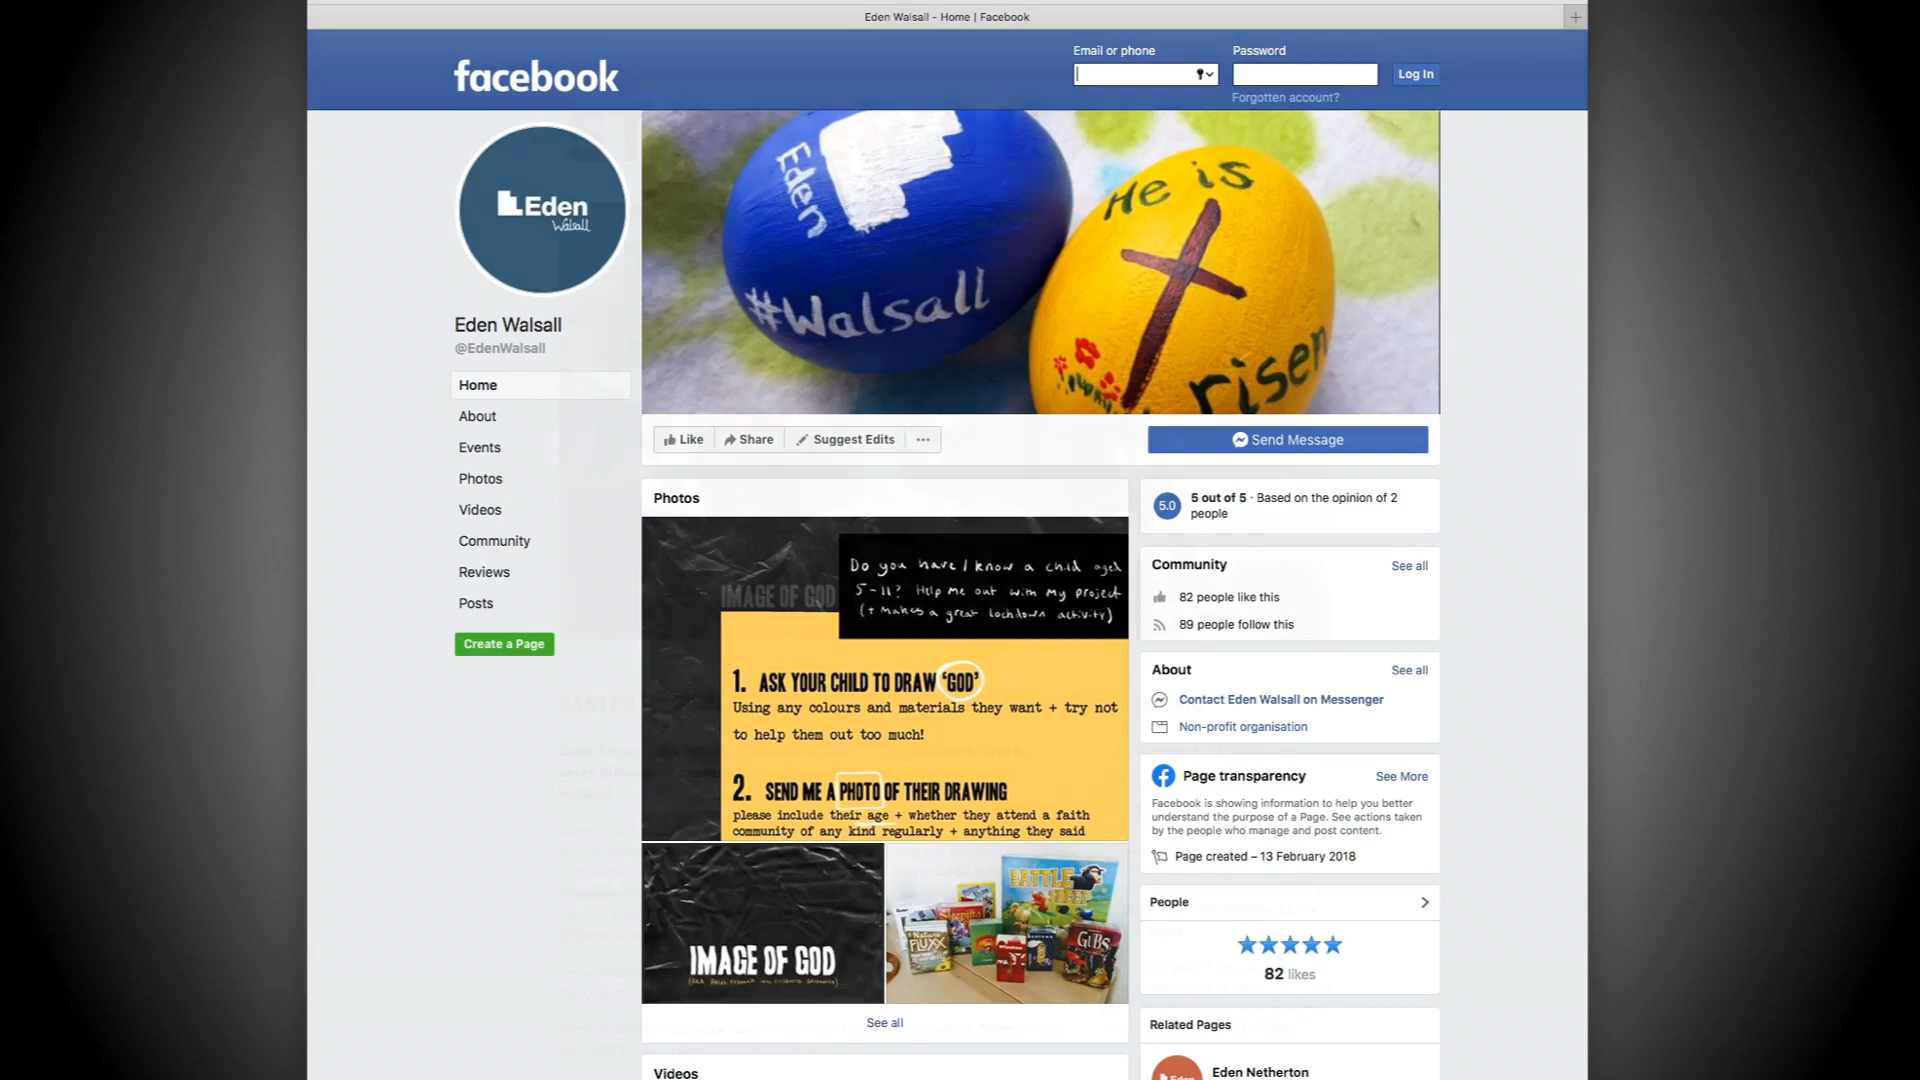 Eden Walsall - Home | Facebook
facebook
Email or phone
Password
Log In
Forgotten account?
Eden
Walsall
Eden Walsall
@EdenWalsall
Home
About
Events
Photos
Videos
Community
Reviews
Posts
Create a Page
Eden
#Walsall
He is
risen
Like
Share
Suggest Edits
Send Message
Photos
IMAGE OF GOD
Do you have/know a child aged
5-11? Help me out with my project
(+ makes a great lockdown activity)
1. ASK YOUR CHILD TO DRAW 'GOD'
Using any colours and materials they want + try not
to help them out too much!
2. SEND ME A PHOTO OF THEIR DRAWING
please include their age + whether they attend a faith
community of any kind regularly + anything they said
IMAGE OF GOD
BATTLE
SHEEP
FLUXX
GUBS
See all
Videos
5.0
5 out of 5 · Based on the opinion of 2
people
Community
See all
82 people like this
89 people follow this
About
See all
Contact Eden Walsall on Messenger
Non-profit organisation
Page transparency
See More
Facebook is showing information to help you better
understand the purpose of a Page. See actions taken
by the people who manage and post content.
Page created – 13 February 2018
People
82 likes
Related Pages
Eden Netherton